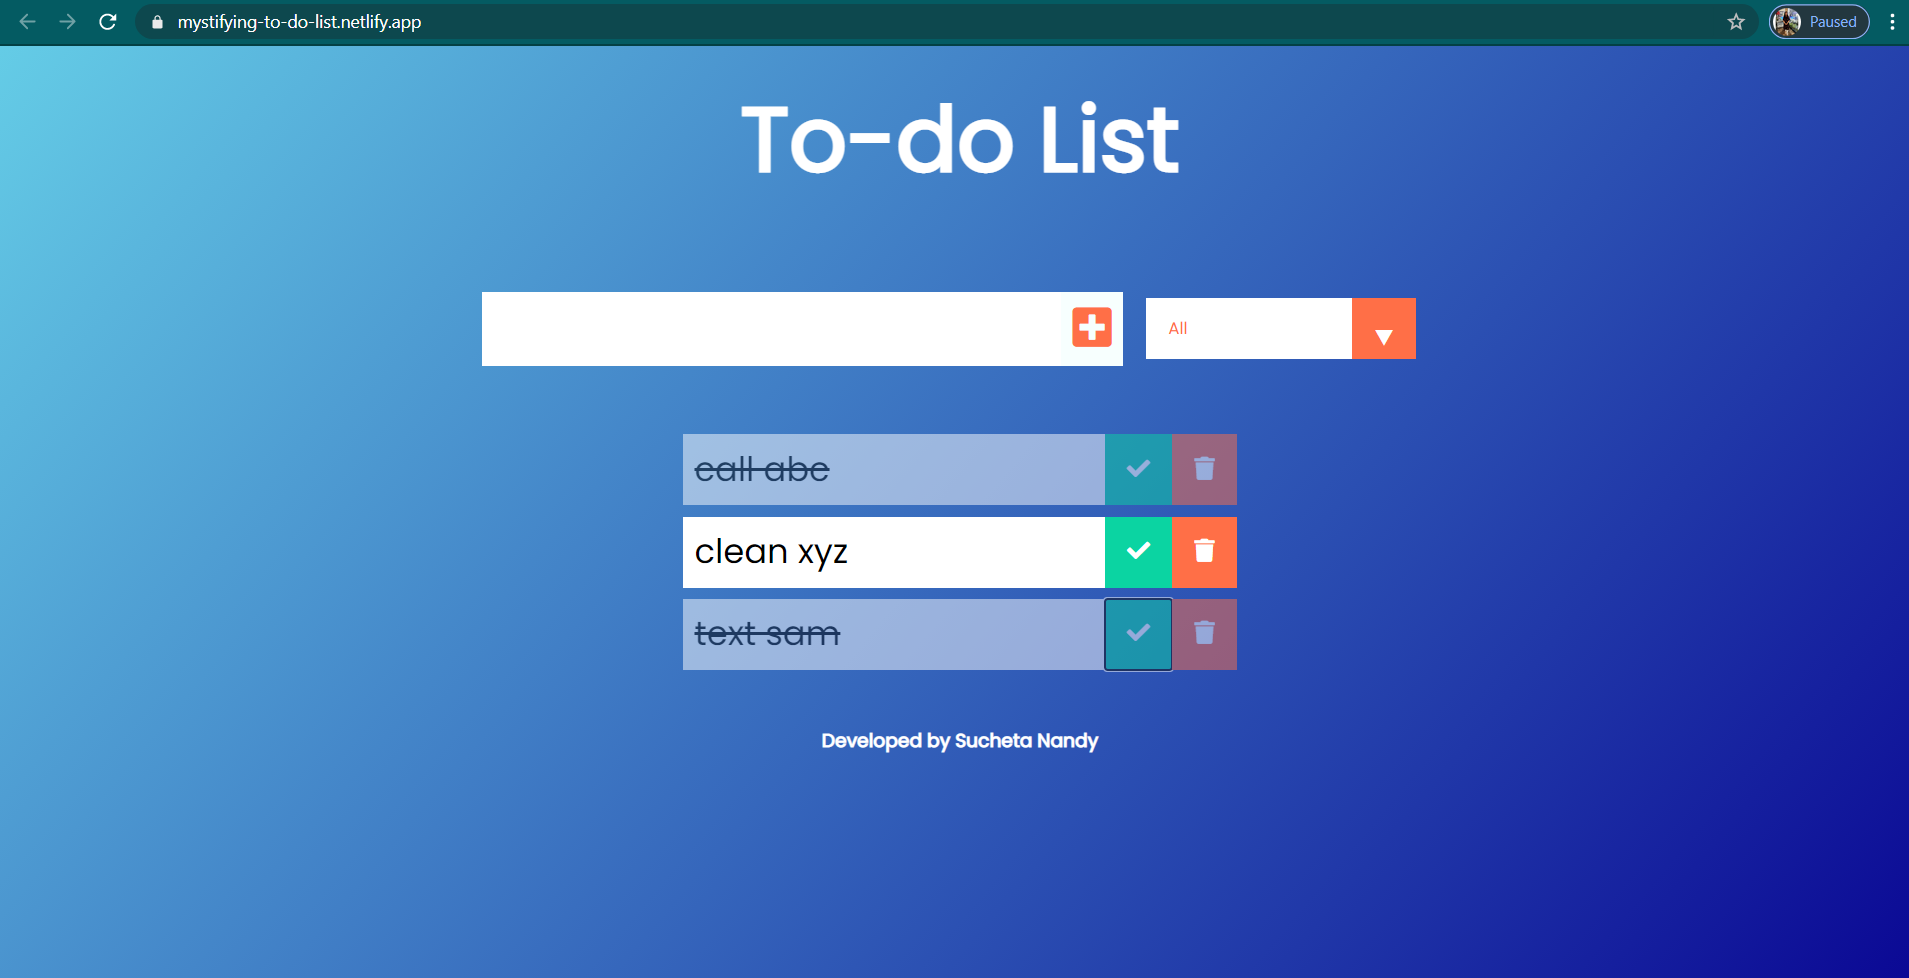 mystifying-to-do-list.netlify.app
Paused
To-do List
All
call abc
clean xyz
text sam
Developed by Sucheta Nandy